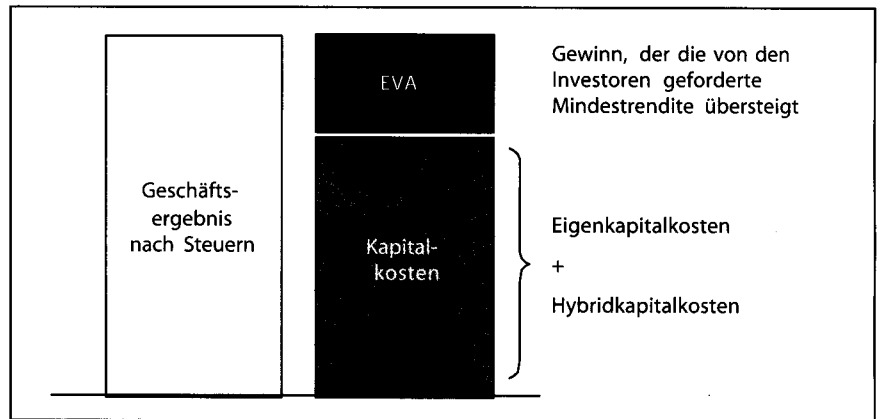 Geschäfts-
ergebnis
nach Steuern
EVA
Kapital-
kosten
Gewinn, der die von den
Investoren geforderte
Mindestrendite übersteigt
Eigenkapitalkosten
+
Hybridkapitalkosten